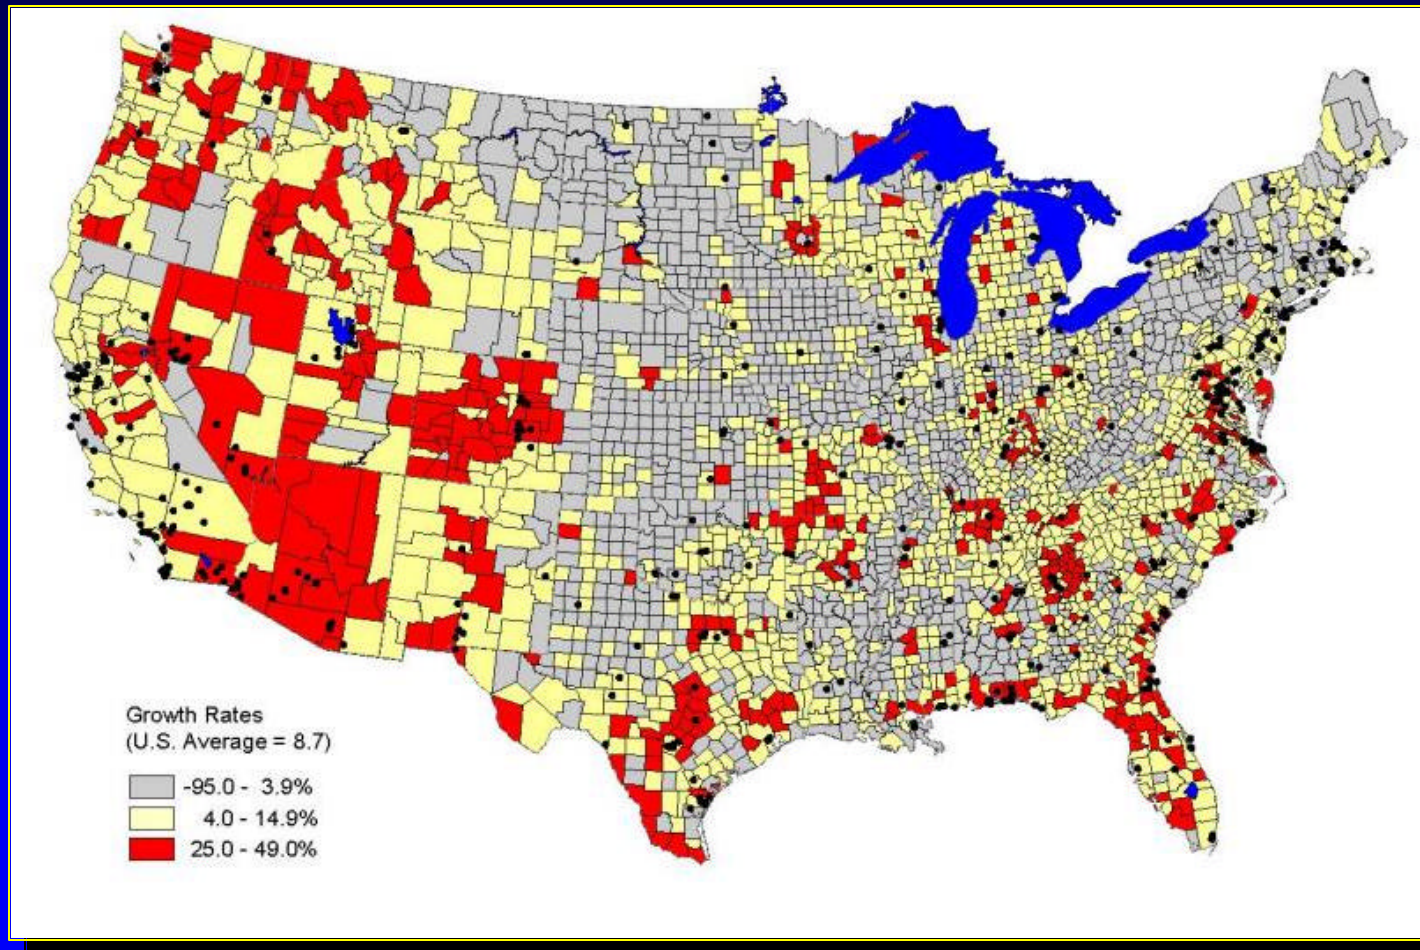 Growth Rates
(U.S. Average = 8.7)
-95.0 - 3.9%
4.0 - 14.9%
25.0 - 49.0%